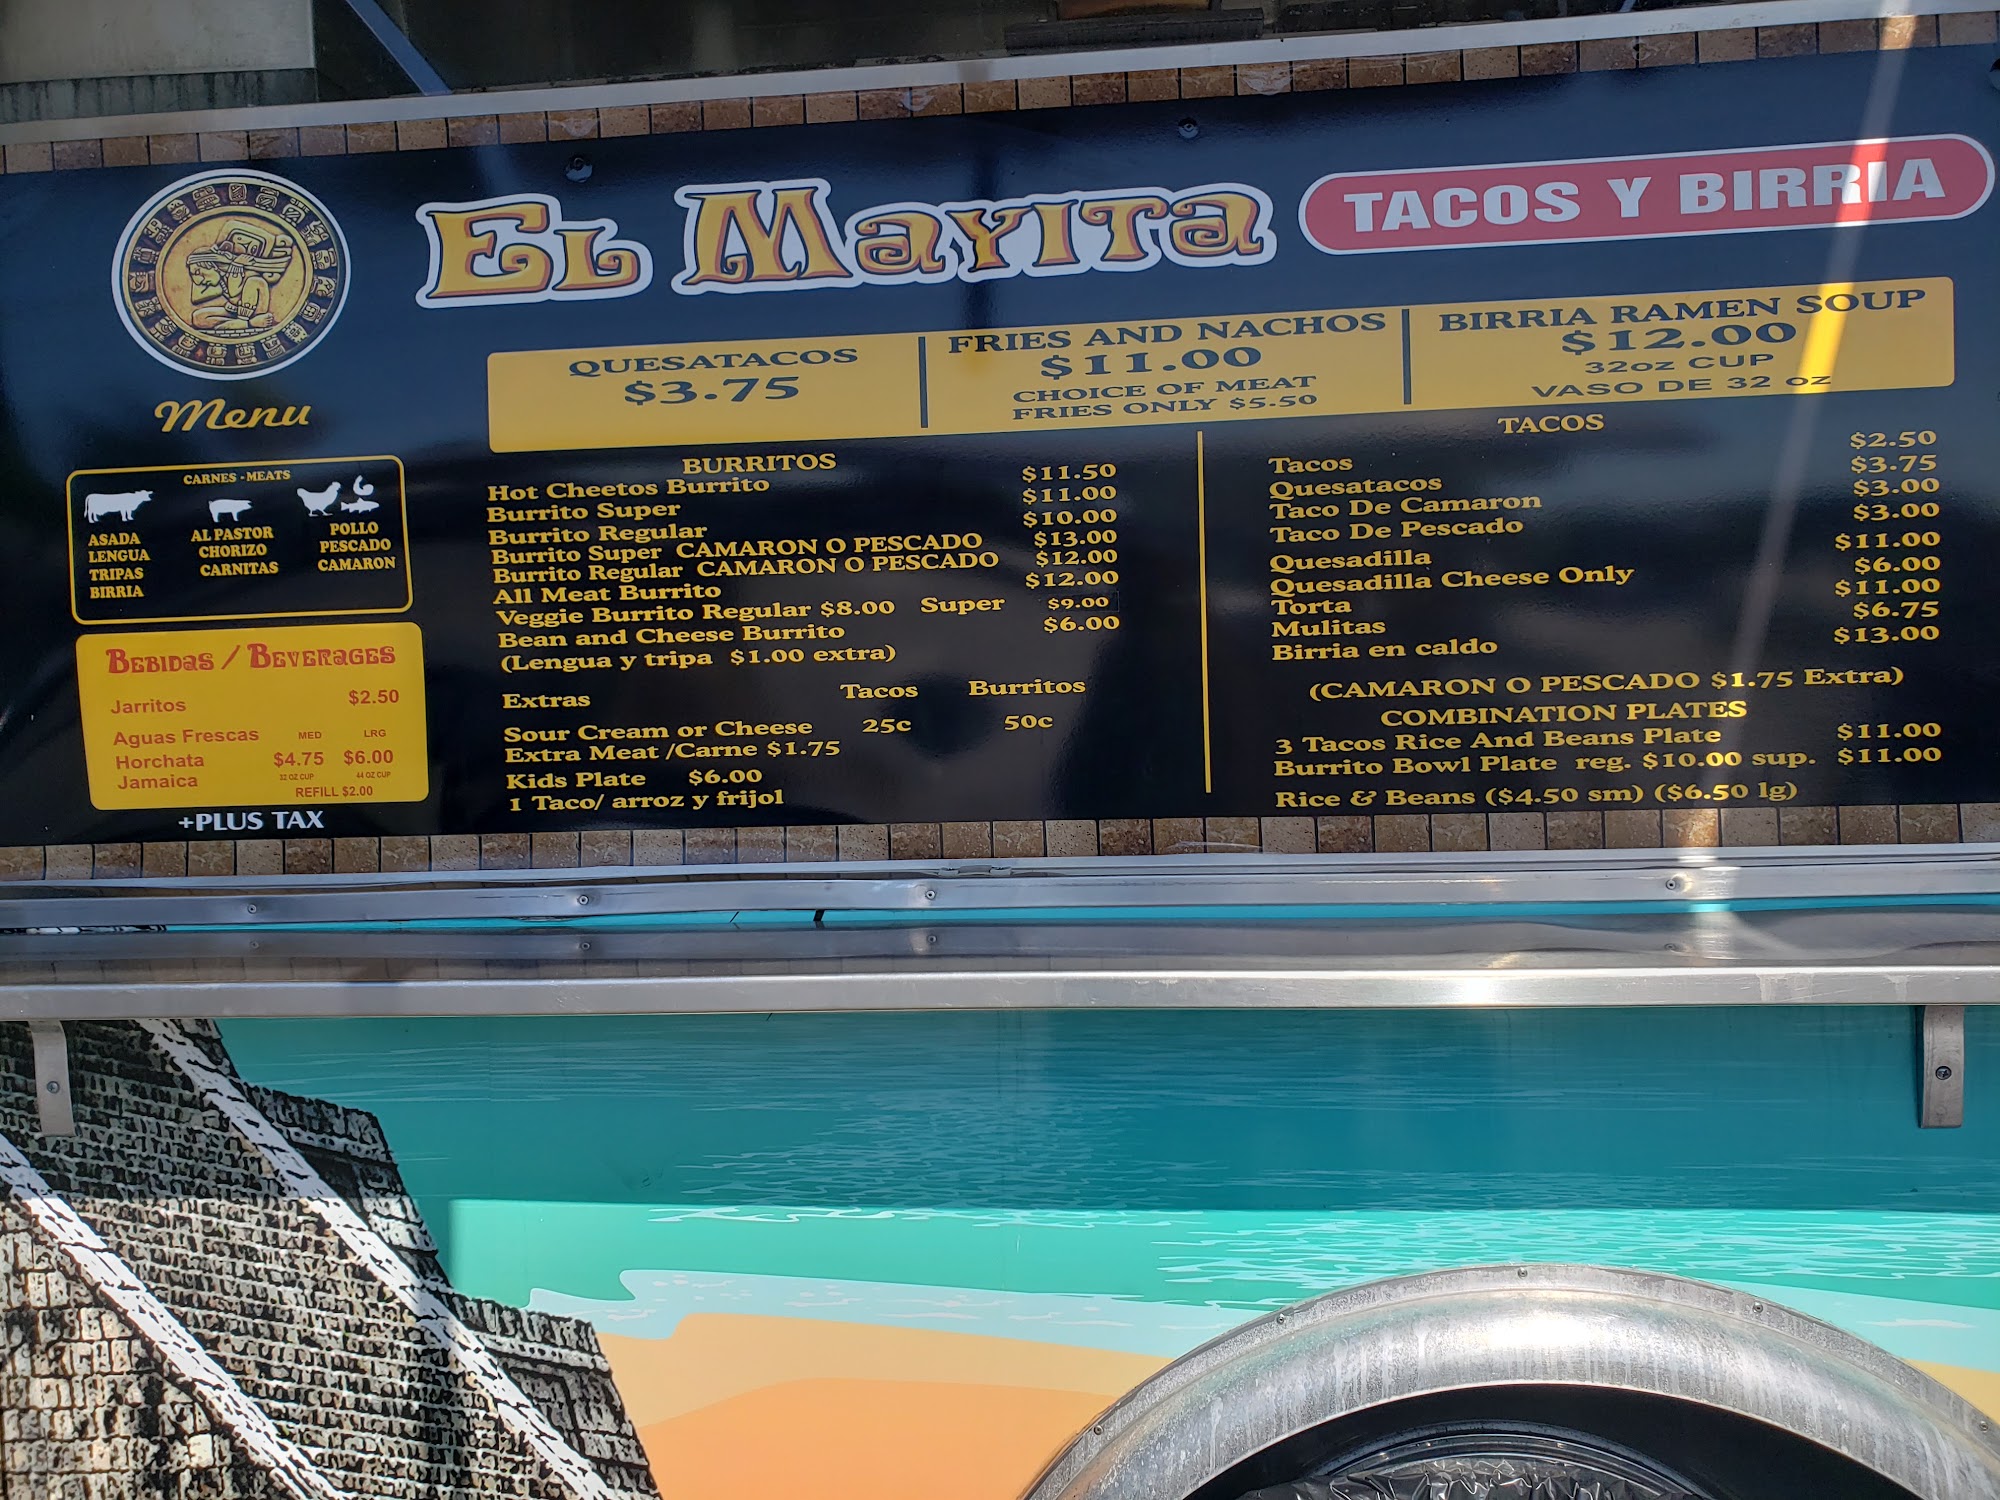 EL MAYITA TACOS Y BIRRIA
Menu
CARNES - MEATS
ASADA
LENGUA
TRIPAS
BIRRIA
AL PASTOR
CHORIZO
CARNITAS
POLLO
PESCADO
CAMARON
BEBIDAS / BEVERAGES
Jarritos $2.50
Aguas Frescas MED LRG
Horchata $4.75 $6.00
Jamaica 32 OZ CUP 44 OZ CUP
REFILL $2.00
+PLUS TAX
QUESATACOS
$3.75
FRIES AND NACHOS
$11.00
CHOICE OF MEAT
FRIES ONLY $5.50
BIRRIA RAMEN SOUP
$12.00
32oz CUP
VASO DE 32 oz
BURRITOS
Hot Cheetos Burrito $11.50
Burrito Super $11.00
Burrito Regular $10.00
Burrito Super CAMARON O PESCADO $13.00
Burrito Regular CAMARON O PESCADO $12.00
All Meat Burrito $12.00
Veggie Burrito Regular $8.00 Super $9.00
Bean and Cheese Burrito $6.00
(Lengua y tripa $1.00 extra)
Extras Tacos Burritos
Sour Cream or Cheese 25c 50c
Extra Meat /Carne $1.75
Kids Plate $6.00
1 Taco/ arroz y frijol
TACOS
Tacos $2.50
Quesatacos $3.75
Taco De Camaron $3.00
Taco De Pescado $3.00
Quesadilla $11.00
Quesadilla Cheese Only $6.00
Torta $11.00
Mulitas $6.75
Birria en caldo $13.00
(CAMARON O PESCADO $1.75 Extra)
COMBINATION PLATES
3 Tacos Rice And Beans Plate $11.00
Burrito Bowl Plate reg. $10.00 sup. $11.00
Rice & Beans ($4.50 sm) ($6.50 lg)